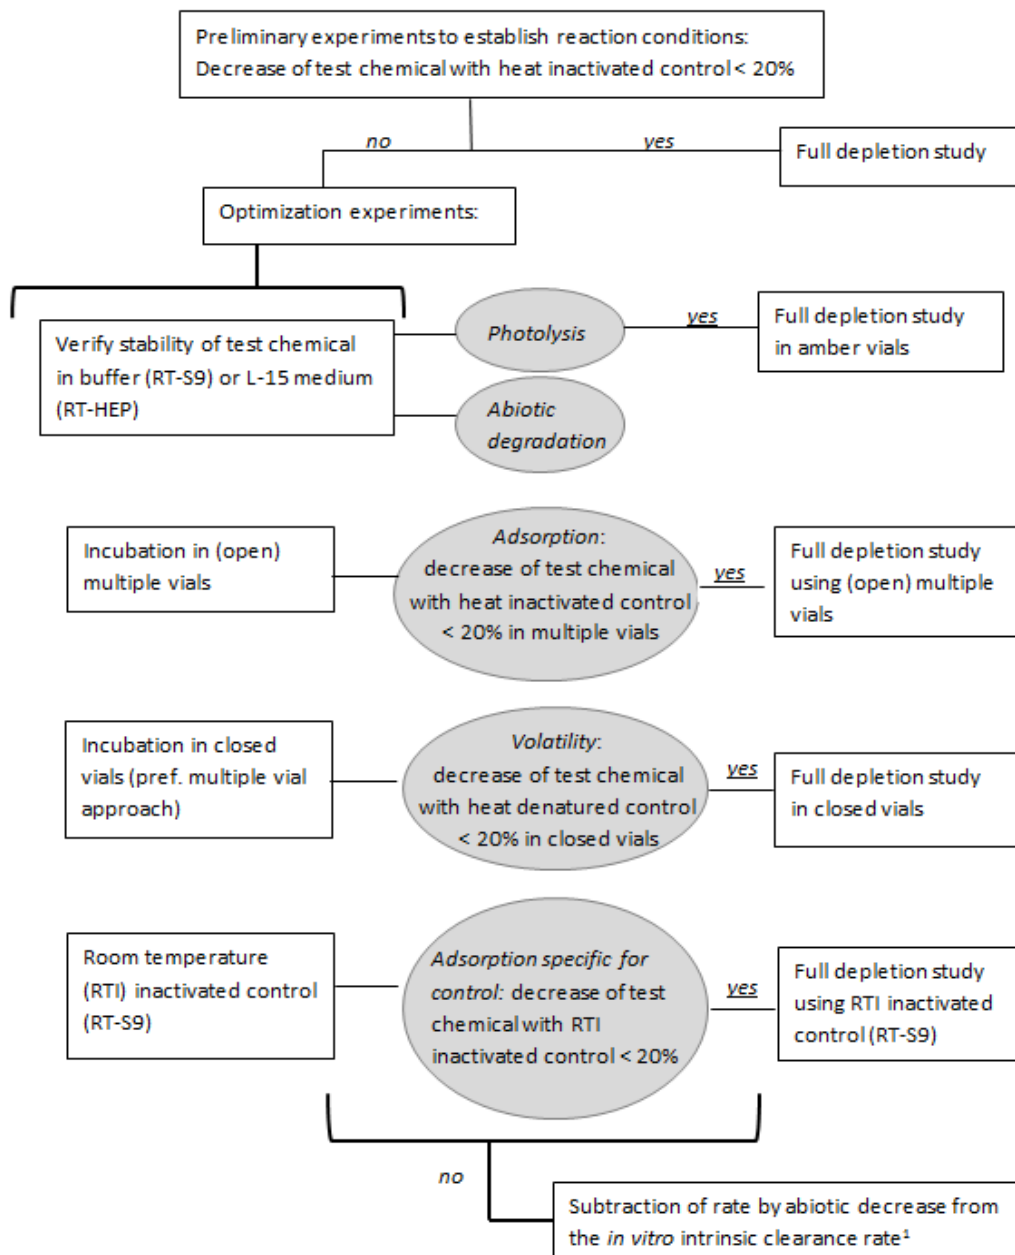 Preliminary experiments to establish reaction conditions:
Decrease of test chemical with heat inactivated control < 20%
no
yes
Full depletion study
Optimization experiments:
Verify stability of test chemical
in buffer (RT-S9) or L-15 medium
(RT-HEP)
Photolysis
yes
Full depletion study
in amber vials
Abiotic
degradation
Incubation in (open)
multiple vials
Adsorption:
decrease of test chemical
with heat inactivated control
< 20% in multiple vials
yes
Full depletion study
using (open) multiple
vials
Incubation in closed
vials (pref. multiple vial
approach)
Volatility:
decrease of test chemical
with heat denatured control
< 20% in closed vials
yes
Full depletion study
in closed vials
Room temperature
(RTI) inactivated control
(RT-S9)
Adsorption specific for
control: decrease of test
chemical with RTI
inactivated control < 20%
yes
Full depletion study
using RTI inactivated
control (RT-S9)
no
Subtraction of rate by abiotic decrease from
the in vitro intrinsic clearance rate¹